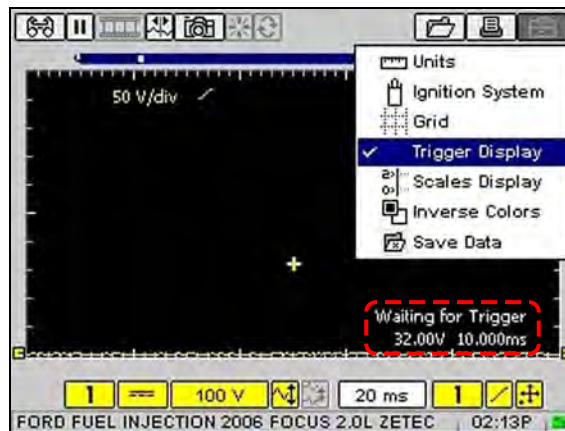 50 V/div
Units
Ignition System
Grid
Trigger Display
Scales Display
Inverse Colors
Save Data
Waiting for Trigger
32.00V 10.000ms
1 100 V 20 ms 1
FORD FUEL INJECTION 2006 FOCUS 2.0L ZETEC 02:13P